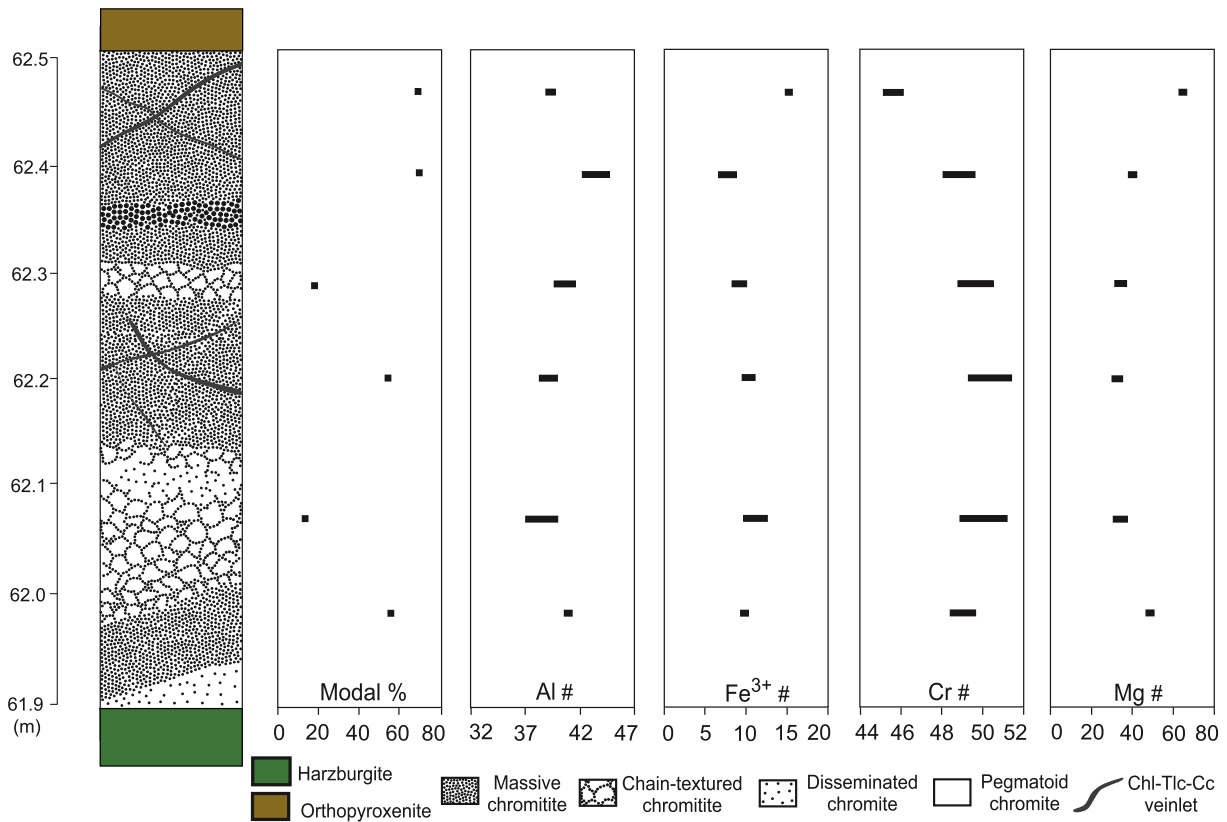 62.5
62.4
62.3
62.2
62.1
62.0
61.9
(m)
Modal %
0 20 40 60 80
Al #
32 37 42 47
Fe3+ #
0 5 10 15 20
Cr #
44 46 48 50 52
Mg #
0 20 40 60 80
Harzburgite
Orthopyroxenite
Massive
chromitite
Chain-textured
chromitite
Disseminated
chromite
Pegmatoid
chromite
Chl-Tlc-Cc
veinlet